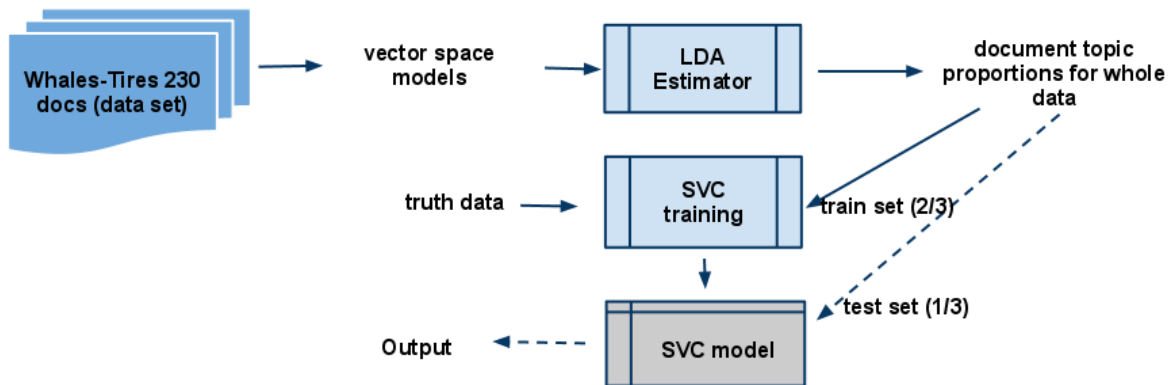 Whales-Tires 230
docs (data set)
vector space
models
LDA
Estimator
document topic
proportions for whole
data
truth data
SVC
training
train set (2/3)
test set (1/3)
Output
SVC model